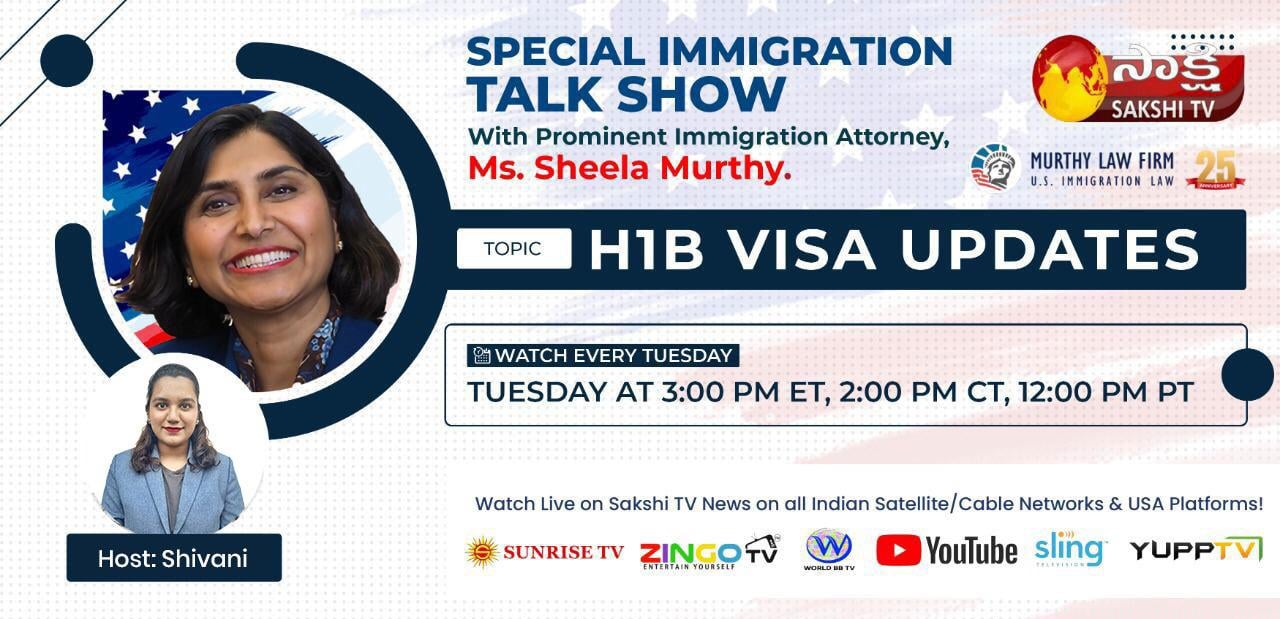 SPECIAL IMMIGRATION
TALK SHOW
With Prominent Immigration Attorney,
Ms. Sheela Murthy.
సాక్షి
SAKSHI TV
MURTHY LAW FIRM
U.S. IMMIGRATION LAW
25
ANNIVERSARY
TOPIC
H1B VISA UPDATES
WATCH EVERY TUESDAY
TUESDAY AT 3:00 PM ET, 2:00 PM CT, 12:00 PM PT
Host: Shivani
Watch Live on Sakshi TV News on all Indian Satellite/Cable Networks & USA Platforms!
SUNRISE TV
ZINGO TV
ENTERTAIN YOURSELF
W
WORLD BB TV
YouTube
sling
TELEVISION
YUPPTV